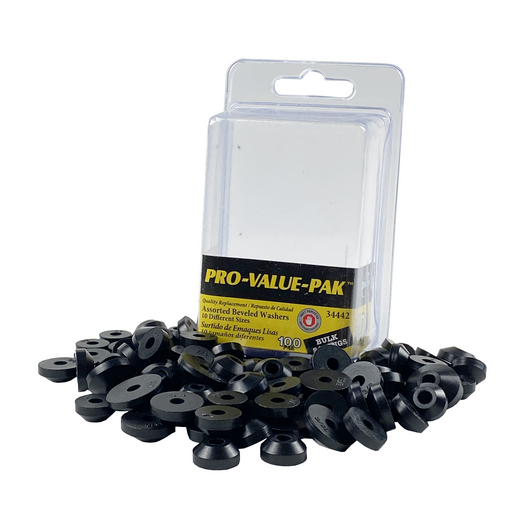 PRO-VALUE-PAK™
Quality Replacement / Repuesto de Calidad
Assorted Beveled Washers 34442
10 Different Sizes
Surtido de Emaques Lisas
10 tamaños diferentes 100
BULK